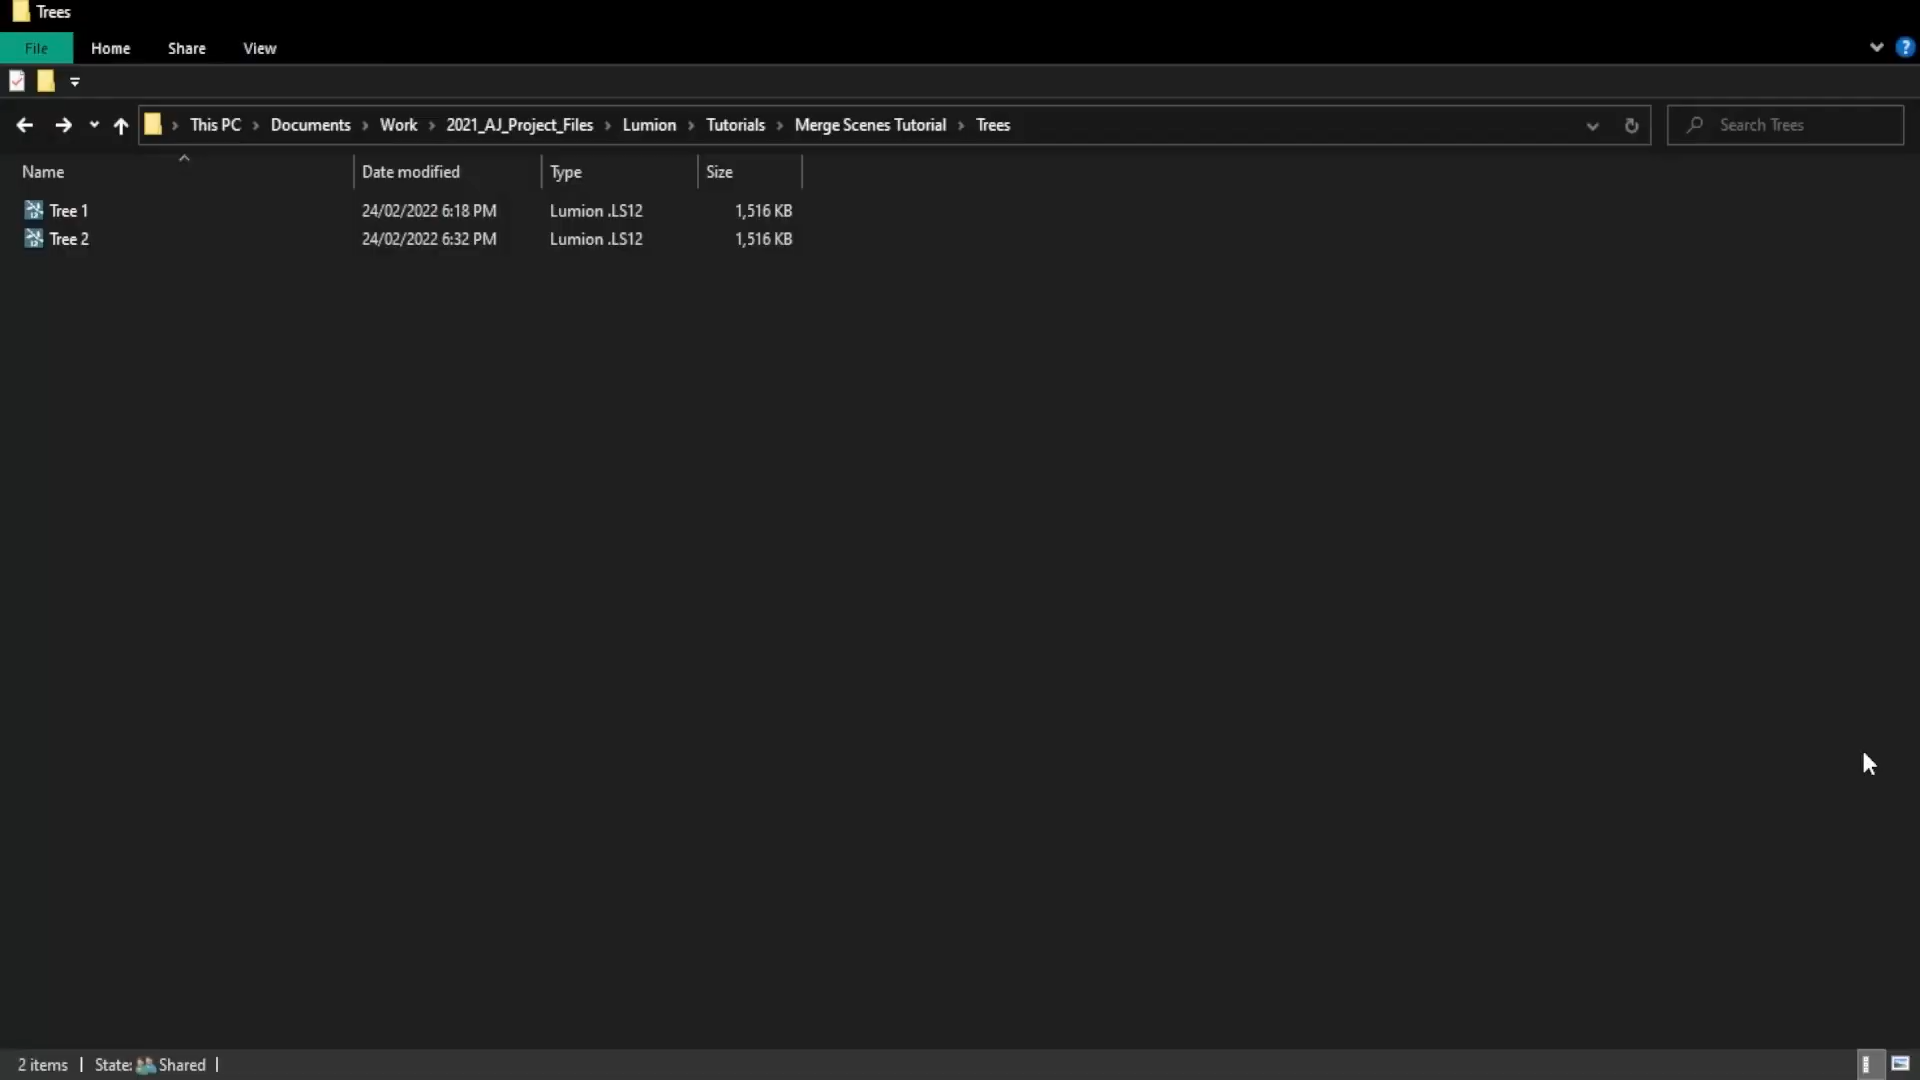 Trees
File Home Share View
This PC > Documents > Work > 2021_AJ_Project_Files > Lumion > Tutorials > Merge Scenes Tutorial > Trees Search Trees
Name Date modified Type Size
Tree 1 24/02/2022 6:18 PM Lumion .LS12 1,516 KB
Tree 2 24/02/2022 6:32 PM Lumion .LS12 1,516 KB
2 items | State: Shared |